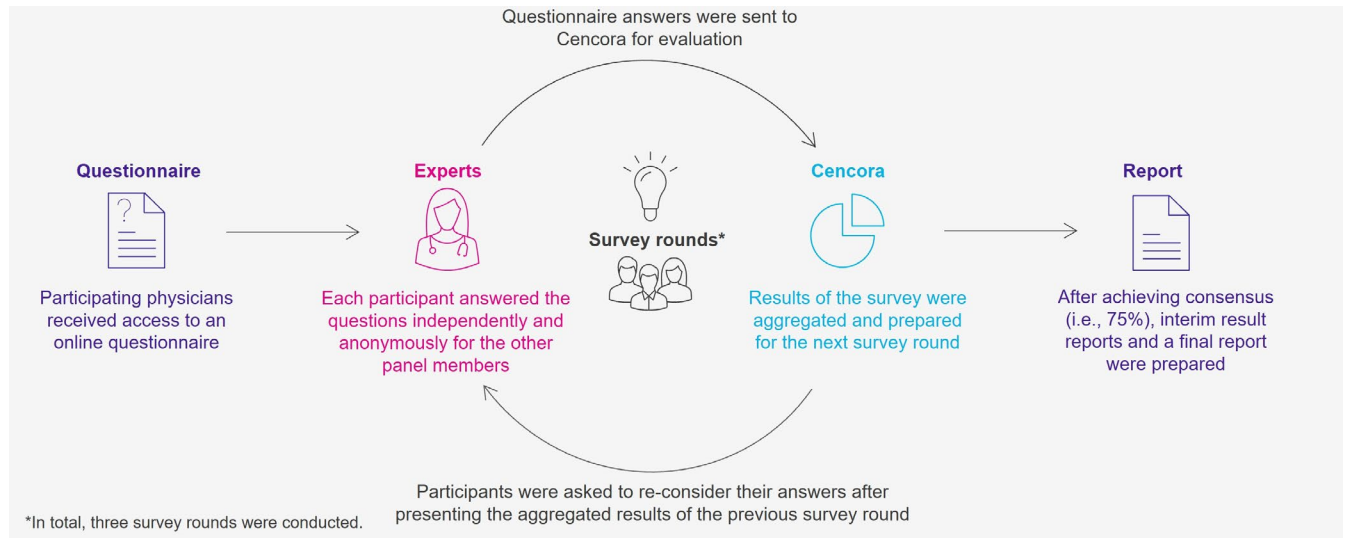 Questionnaire answers were sent to
Cencora for evaluation
Questionnaire
?
Participating physicians
received access to an
online questionnaire
Experts
Each participant answered the
questions independently and
anonymously for the other
panel members
Survey rounds*
Cencora
Results of the survey were
aggregated and prepared
for the next survey round
Report
After achieving consensus
(i.e., 75%), interim result
reports and a final report
were prepared
Participants were asked to re-consider their answers after
presenting the aggregated results of the previous survey round
*In total, three survey rounds were conducted.